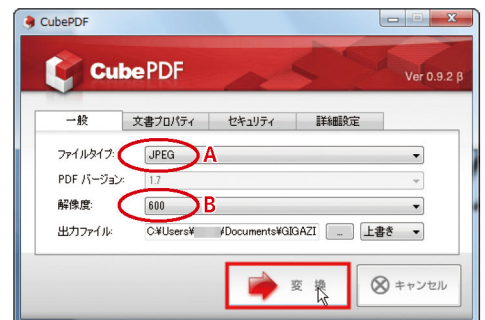 CubePDF
CubePDF
Ver 0.9.2 β
一般 文書プロパティ セキュリティ 詳細設定
ファイルタイプ: JPEG A
PDF バージョン: 1.7
解像度: 600 B
出力ファイル: C:¥Users¥ /Documents¥GIGAZI ... 上書き
変換 キャンセル